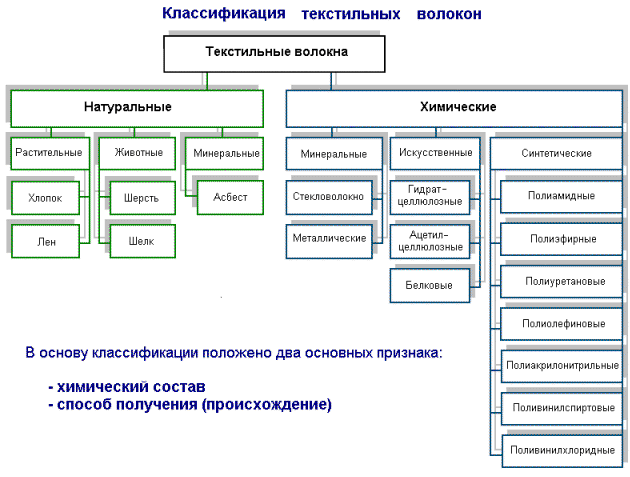 Классификация текстильных волокон
Текстильные волокна
Натуральные
Химические
Растительные
Животные
Минеральные
Минеральные
Искусственные
Синтетические
Хлопок
Шерсть
Асбест
Стекловолокно
Гидрат-
целлюлозные
Полиамидные
Лен
Шелк
Металлические
Ацетил-
целлюлозные
Полиэфирные
Белковые
Полиуретановые
Полиолефиновые
Полиакрилонитрильные
Поливинилспиртовые
Поливинилхлоридные
В основу классификации положено два основных признака:
- химический состав
- способ получения (происхождение)